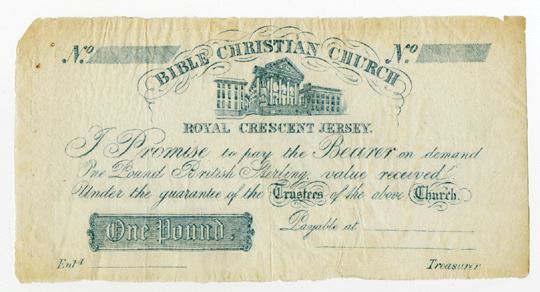 No. No.
BIBLE CHRISTIAN CHURCH
ROYAL CRESCENT JERSEY.
I Promise to pay the Bearer on demand
One Pound British Sterling, value received
Under the guarantee of the Trustees of the above Church.
One Pound. Payable at
Entd. Treasurer